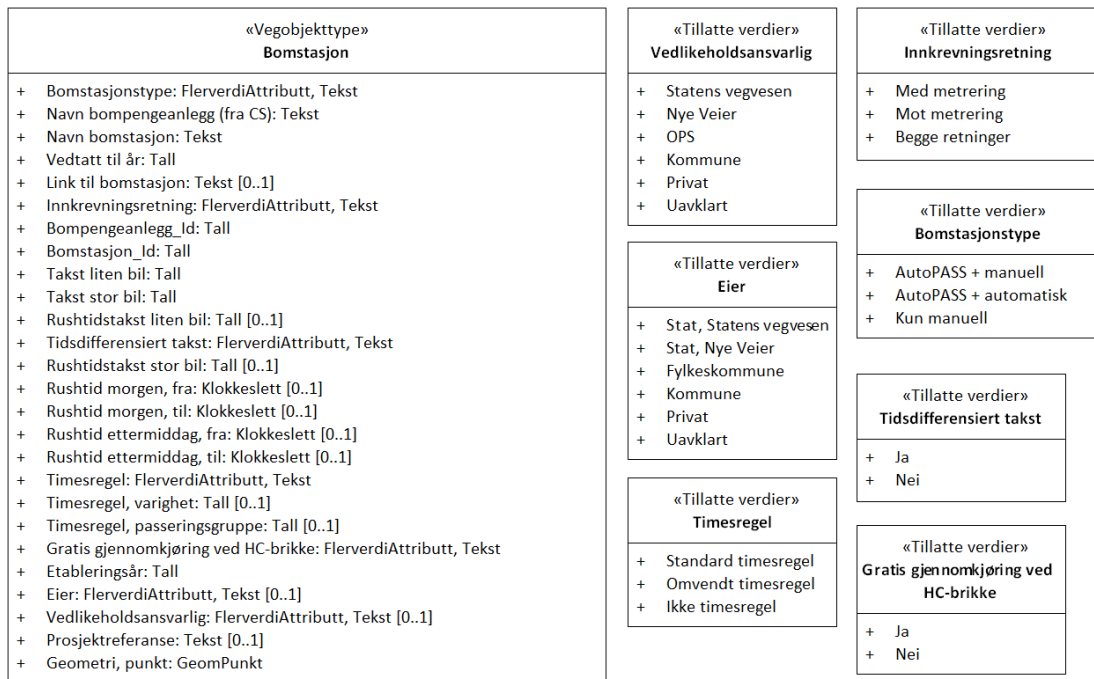 «Vegobjekttype»
Bomstasjon
+ Bomstasjonstype: FlerverdiAttributt, Tekst
+ Navn bompengeanlegg (fra CS): Tekst
+ Navn bomstasjon: Tekst
+ Vedtatt til år: Tall
+ Link til bomstasjon: Tekst [0..1]
+ Innkrevningsretning: FlerverdiAttributt, Tekst
+ Bompengeanlegg_Id: Tall
+ Bomstasjon_Id: Tall
+ Takst liten bil: Tall
+ Takst stor bil: Tall
+ Rushtidstakst liten bil: Tall [0..1]
+ Tidsdifferensiert takst: FlerverdiAttributt, Tekst
+ Rushtidstakst stor bil: Tall [0..1]
+ Rushtid morgen, fra: Klokkeslett [0..1]
+ Rushtid morgen, til: Klokkeslett [0..1]
+ Rushtid ettermiddag, fra: Klokkeslett [0..1]
+ Rushtid ettermiddag, til: Klokkeslett [0..1]
+ Timesregel: FlerverdiAttributt, Tekst
+ Timesregel, varighet: Tall [0..1]
+ Timesregel, passeringsgruppe: Tall [0..1]
+ Gratis gjennomkjøring ved HC-brikke: FlerverdiAttributt, Tekst
+ Etableringsår: Tall
+ Eier: FlerverdiAttributt, Tekst [0..1]
+ Vedlikeholdsansvarlig: FlerverdiAttributt, Tekst [0..1]
+ Prosjektreferanse: Tekst [0..1]
+ Geometri, punkt: GeomPunkt
«Tillatte verdier»
Vedlikeholdsansvarlig
+ Statens vegvesen
+ Nye Veier
+ OPS
+ Kommune
+ Privat
+ Uavklart
«Tillatte verdier»
Eier
+ Stat, Statens vegvesen
+ Stat, Nye Veier
+ Fylkeskommune
+ Kommune
+ Privat
+ Uavklart
«Tillatte verdier»
Timesregel
+ Standard timesregel
+ Omvendt timesregel
+ Ikke timesregel
«Tillatte verdier»
Innkrevningsretning
+ Med metrering
+ Mot metrering
+ Begge retninger
«Tillatte verdier»
Bomstasjonstype
+ AutoPASS + manuell
+ AutoPASS + automatisk
+ Kun manuell
«Tillatte verdier»
Tidsdifferensiert takst
+ Ja
+ Nei
«Tillatte verdier»
Gratis gjennomkjøring ved
HC-brikke
+ Ja
+ Nei